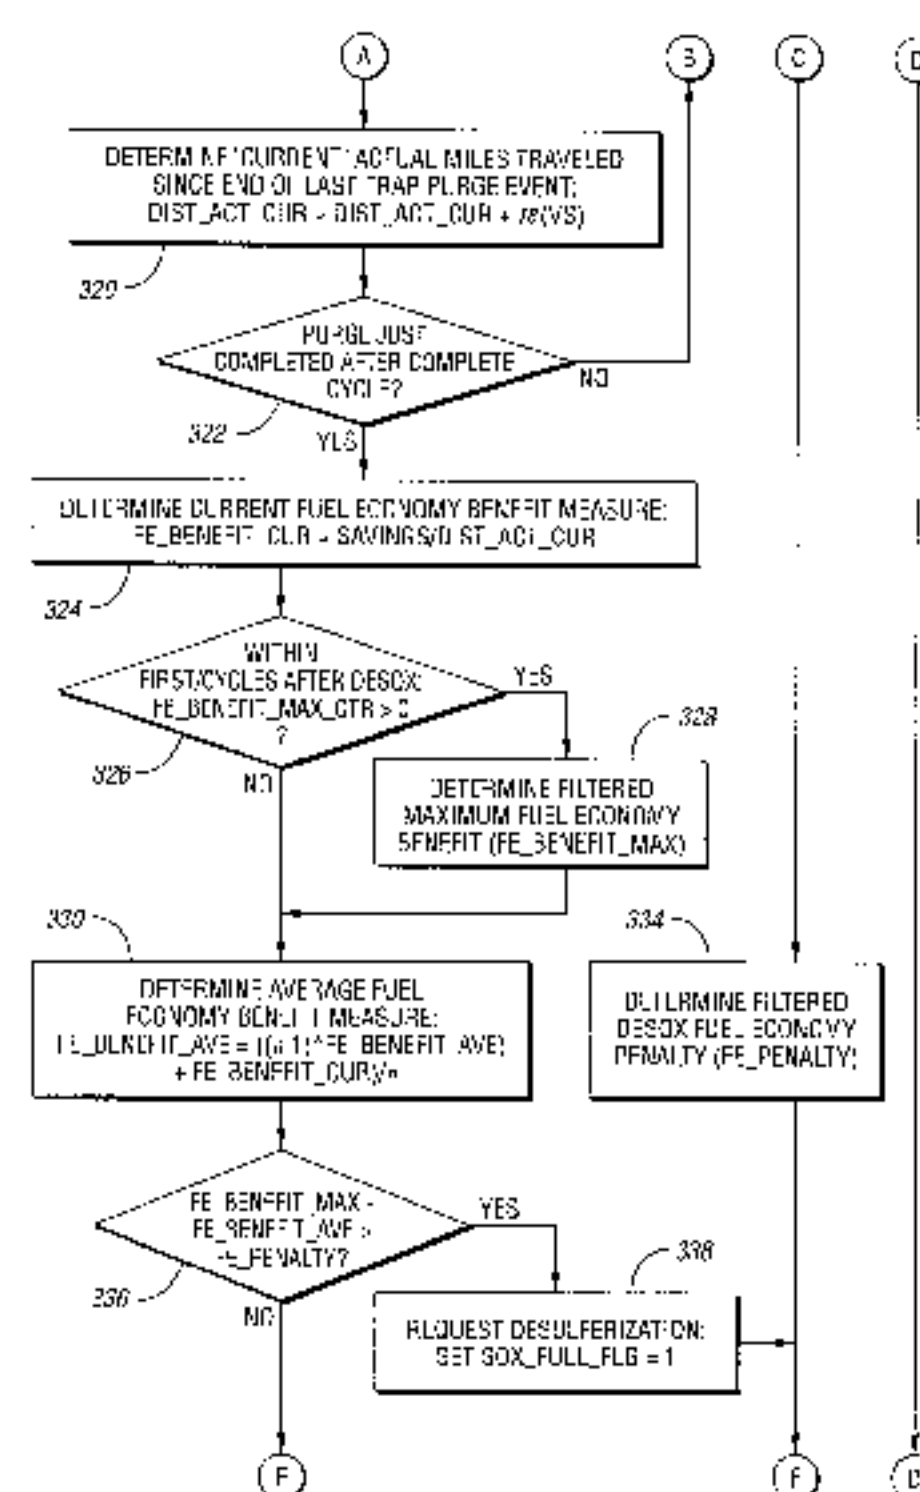 A
B
C
D
DETERMINE "CURRENT" ACTUAL MILES TRAVELED
SINCE END OF LAST TRAP PURGE EVENT:
DIST_ACT_CUR = DIST_ACT_CUR + (VS)
320
PURGE JUST
COMPLETED AFTER COMPLETE
CYCLE?
NO
322
YES
DETERMINE CURRENT FUEL ECONOMY BENEFIT MEASURE:
FE_BENEFIT_CUR = SAVINGS/DIST_ACT_CUR
324
WITHIN
FIRST CYCLES AFTER DESOX:
FE_BENEFIT_MAX_CTR > 0
?
YES
326
NO
328
DETERMINE FILTERED
MAXIMUM FUEL ECONOMY
BENEFIT (FE_BENEFIT_MAX)
330
334
DETERMINE AVERAGE FUEL
ECONOMY BENEFIT MEASURE:
FE_BENEFIT_AVE = ((n-1)*FE_BENEFIT_AVE)
+ FE_BENEFIT_CUR)/n
DETERMINE FILTERED
DESOX FUEL ECONOMY
PENALTY (FE_PENALTY)
FE_BENEFIT_MAX -
FE_BENEFIT_AVE >
FE_PENALTY?
YES
336
NO
338
REQUEST DESULFERIZATION:
SET SOX_FULL_FLG = 1
F
D